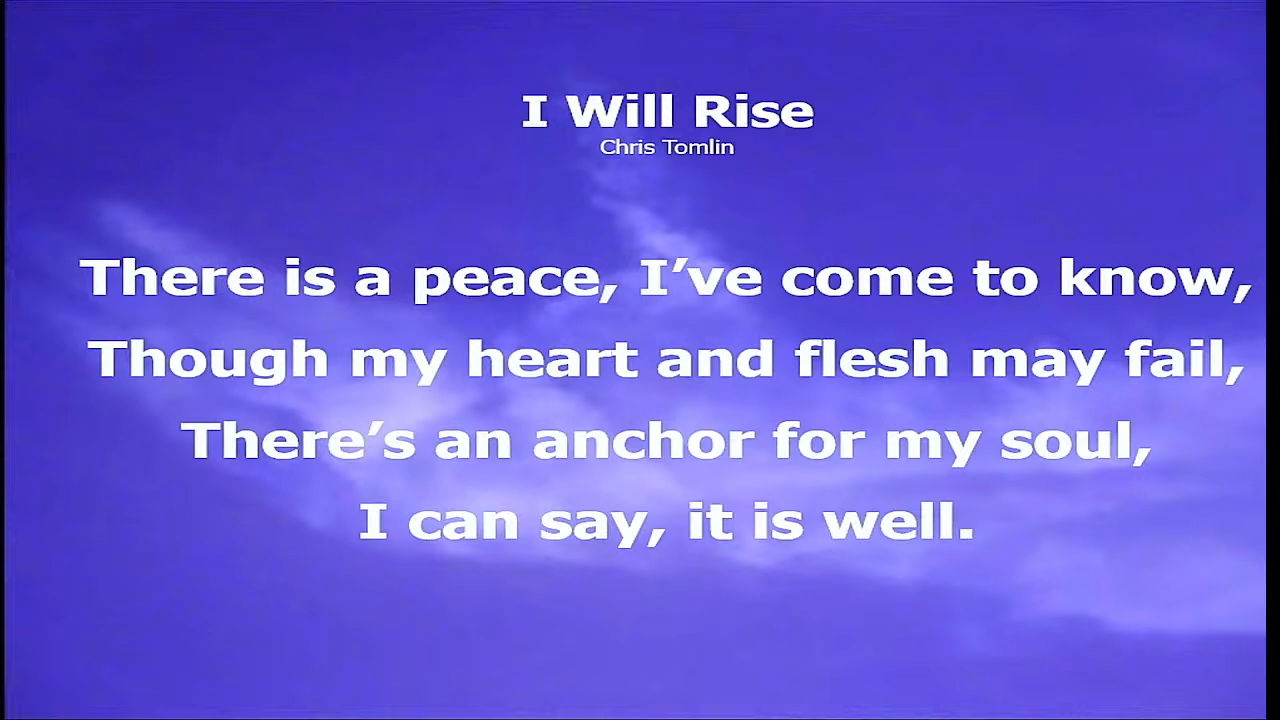 I Will Rise
Chris Tomlin
There is a peace, I’ve come to know,
Though my heart and flesh may fail,
There’s an anchor for my soul,
I can say, it is well.